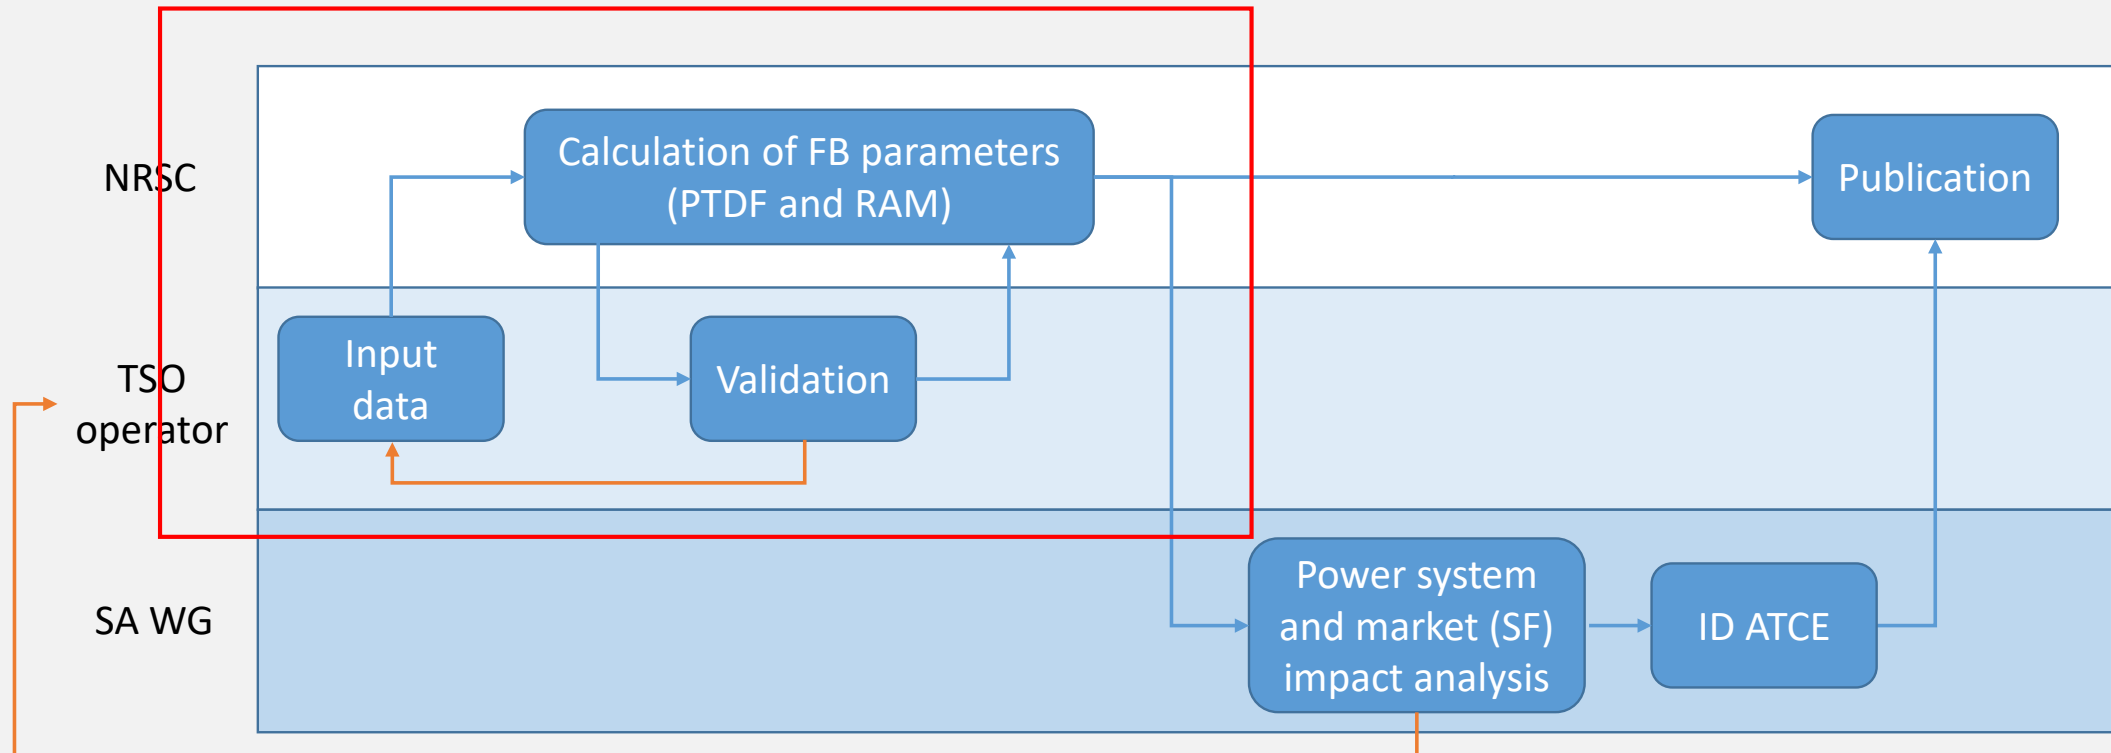 NRSC
Calculation of FB parameters
(PTDF and RAM)
Publication
TSO
operator
Input
data
Validation
SA WG
Power system
and market (SF)
impact analysis
ID ATCE